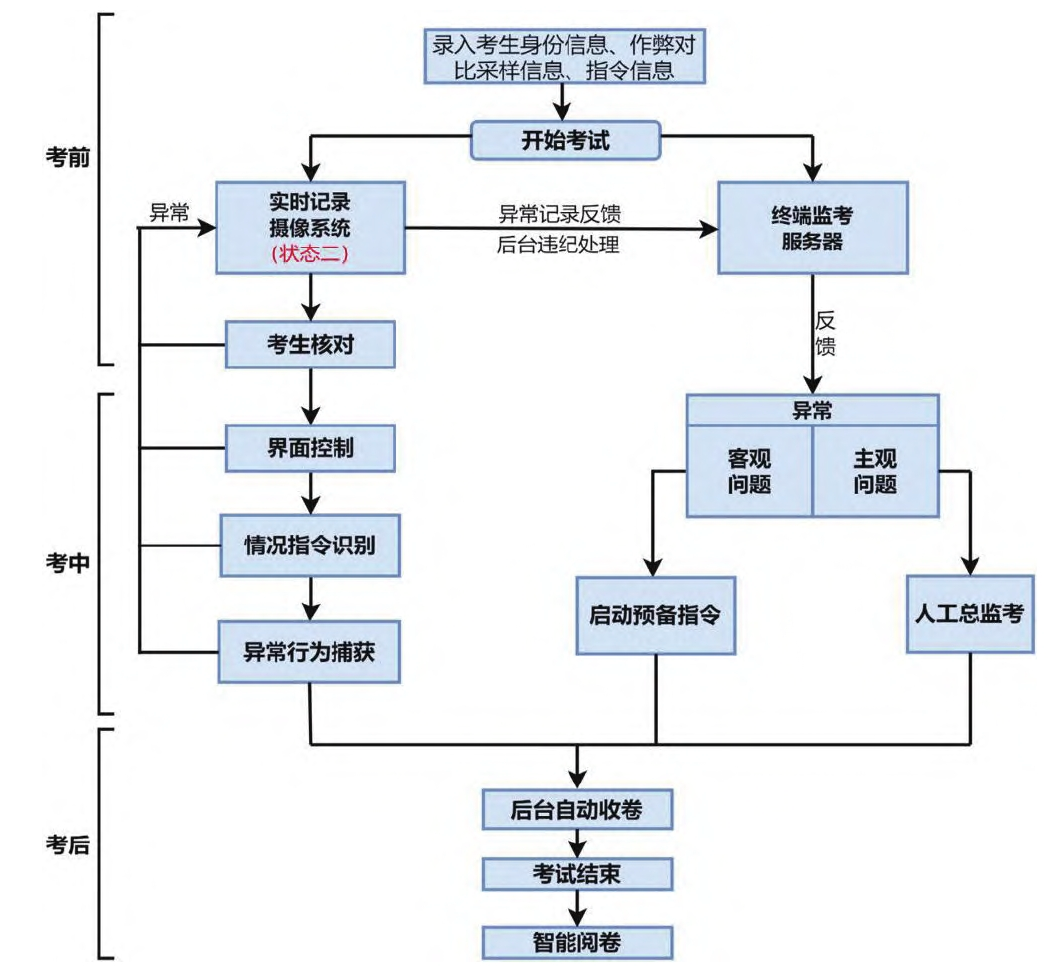 录入考生身份信息、作弊对
比采样信息、指令信息
开始考试
考前
异常
实时记录
摄像系统
(状态二)
异常记录反馈
后台违纪处理
终端监考
服务器
考生核对
反
馈
异常
客观
问题
主观
问题
界面控制
考中
情况指令识别
启动预备指令
人工总监考
异常行为捕获
考后
后台自动收卷
考试结束
智能阅卷